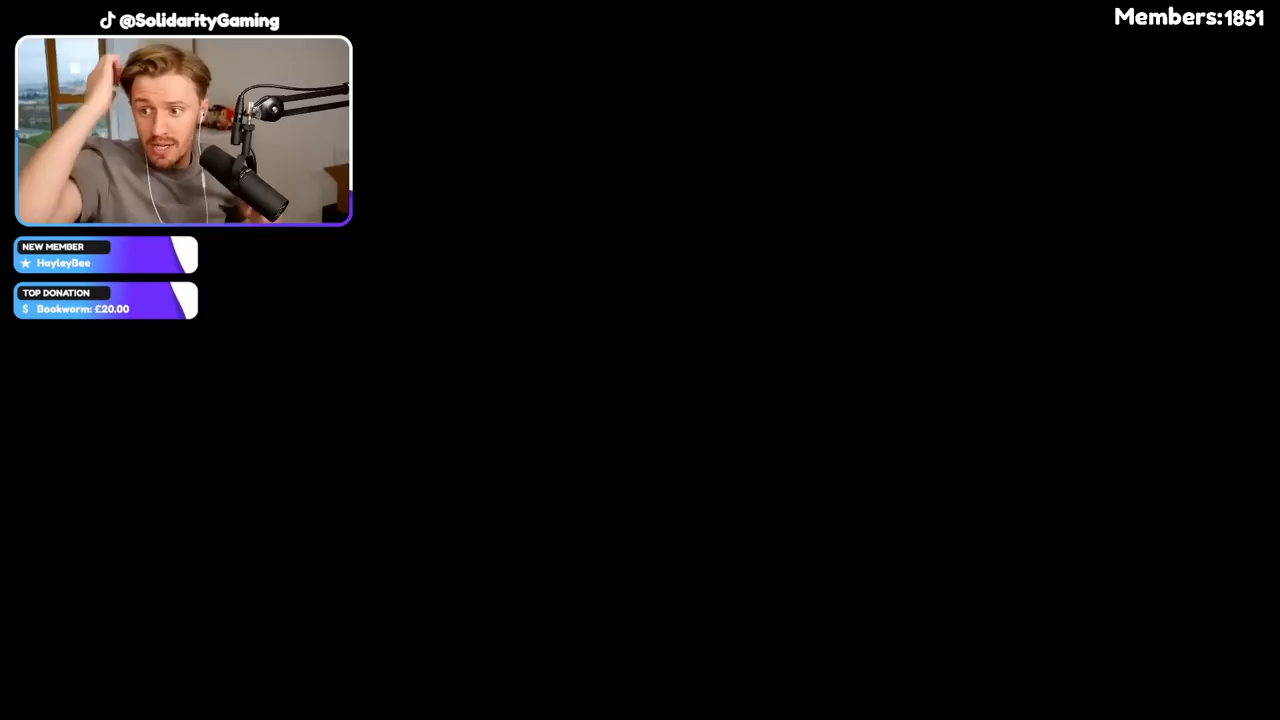 @SolidarityGaming
Members:1851
NEW MEMBER
HayleyBee
TOP DONATION
$ Bookworm: £20.00